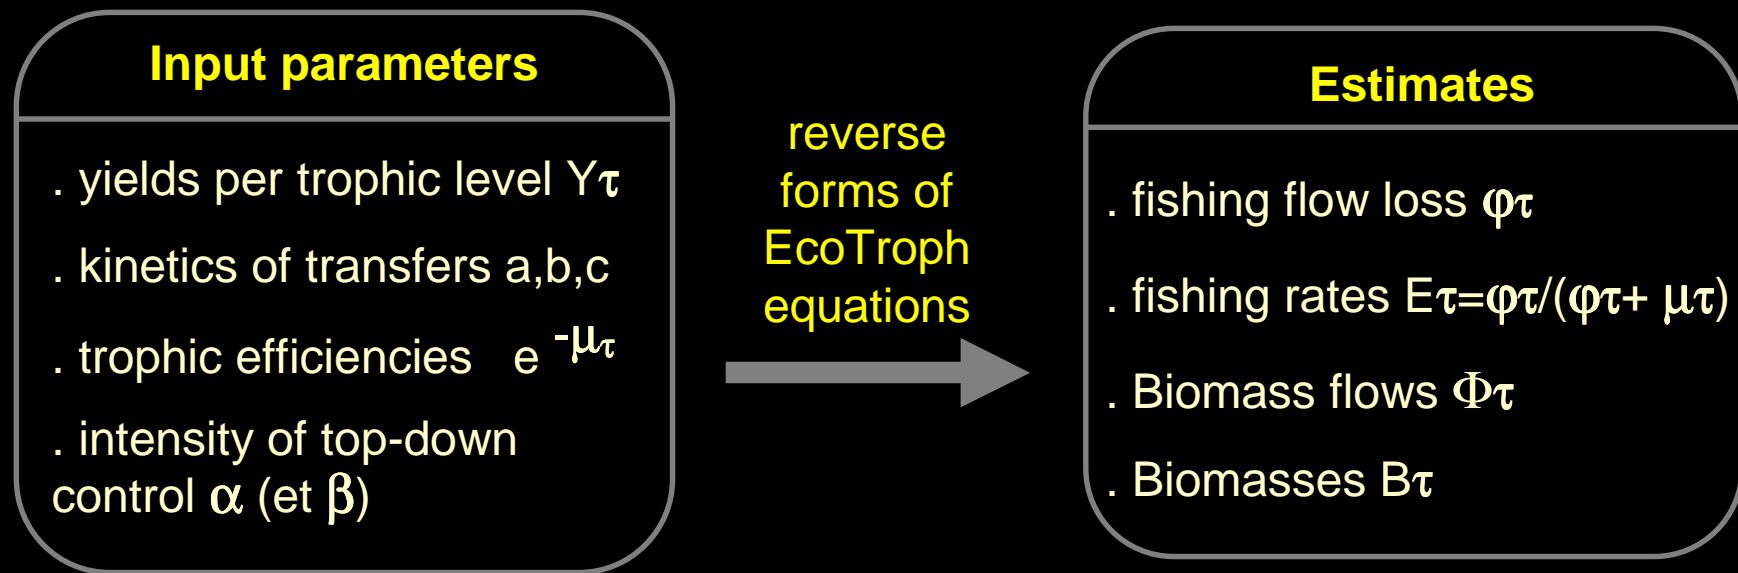 Input parameters
. yields per trophic level Yτ
. kinetics of transfers a,b,c
. trophic efficiencies e -μτ
. intensity of top-down
control α (et β)
reverse
forms of
EcoTroph
equations
Estimates
. fishing flow loss φτ
. fishing rates Eτ=φτ/(φτ+ μτ)
. Biomass flows Φτ
. Biomasses Bτ